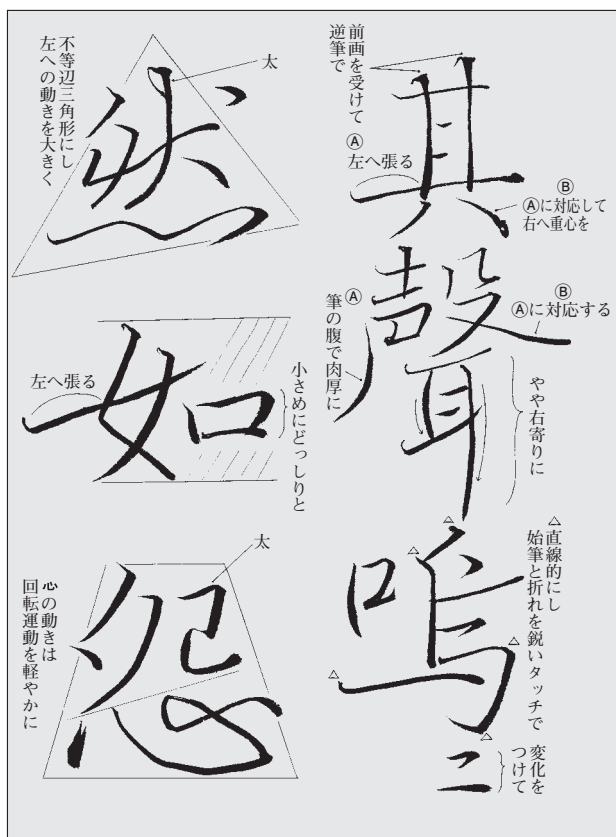 其
前画を受けて
逆筆で
Ⓐ
左へ張る
Ⓑ
Ⓐに対応して
右へ重心を
聲
Ⓐ
筆の腹で肉厚に
Ⓑ
Ⓐに対応する
やや右寄りに
嗚
△直線的にし
始筆と折れを鋭いタッチで
二
変化を
つけて
然
太
不等辺三角形にし
左への動きを大きく
如
左へ張る
小さめにどっしりと
怨
太
心の動きは
回転運動を軽やかに